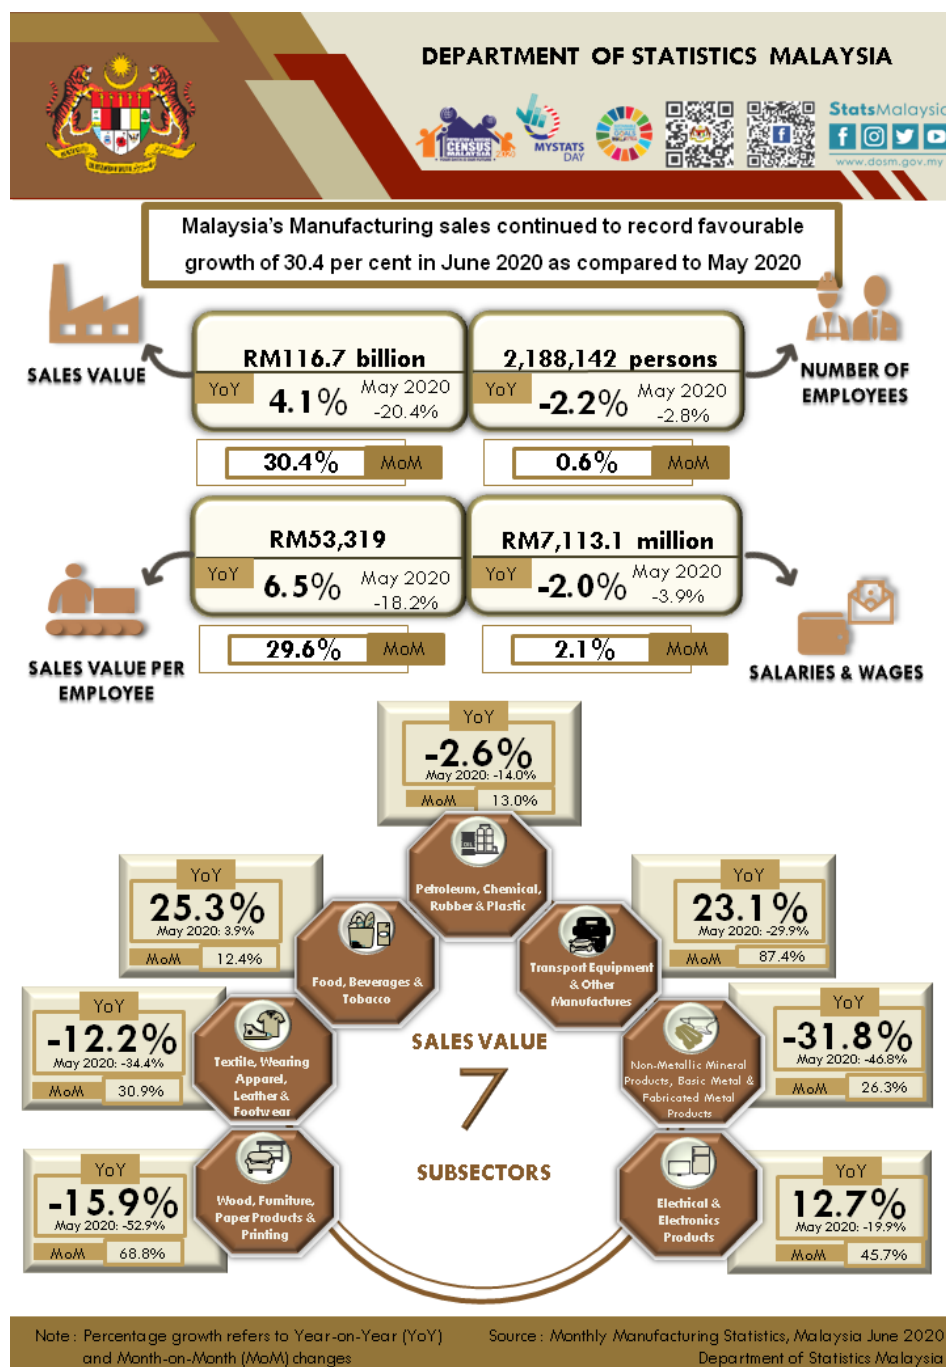 DEPARTMENT OF STATISTICS MALAYSIA
CENSUS
MALAYSIA
MYSTATS
DAY
StatsMalaysia
www.dosm.gov.my
Malaysia's Manufacturing sales continued to record favourable
growth of 30.4 per cent in June 2020 as compared to May 2020
SALES VALUE
RM116.7 billion
YoY
4.1%
May 2020
-20.4%
30.4%
MoM
NUMBER OF
EMPLOYEES
2,188,142 persons
YoY
-2.2%
May 2020
-2.8%
0.6%
MoM
SALES VALUE PER
EMPLOYEE
RM53,319
YoY
6.5%
May 2020
-18.2%
29.6%
MoM
SALARIES & WAGES
RM7,113.1 million
YoY
-2.0%
May 2020
-3.9%
2.1%
MoM
YoY
-2.6%
May 2020: -14.0%
MoM
13.0%
Petroleum, Chemical,
Rubber & Plastic
YoY
25.3%
May 2020: 3.9%
MoM
12.4%
Food, Beverages &
Tobacco
YoY
23.1%
May 2020: -29.9%
MoM
87.4%
Transport Equipment
& Other
Manufactures
YoY
-12.2%
May 2020: -34.4%
MoM
30.9%
Textile, Wearing
Apparel,
Leather &
Footwear
YoY
-31.8%
May 2020: -46.8%
MoM
26.3%
Non-Metallic Mineral
Products, Basic Metal &
Fabricated Metal
Products
SALES VALUE
7
SUBSECTORS
YoY
-15.9%
May 2020: -52.9%
MoM
68.8%
Wood, Furniture,
Paper Products &
Printing
YoY
12.7%
May 2020: -19.9%
MoM
45.7%
Electrical &
Electronics
Products
Note : Percentage growth refers to Year-on-Year (YoY)
and Month-on-Month (MoM) changes
Source : Monthly Manufacturing Statistics, Malaysia June 2020
Department of Statistics Malaysia